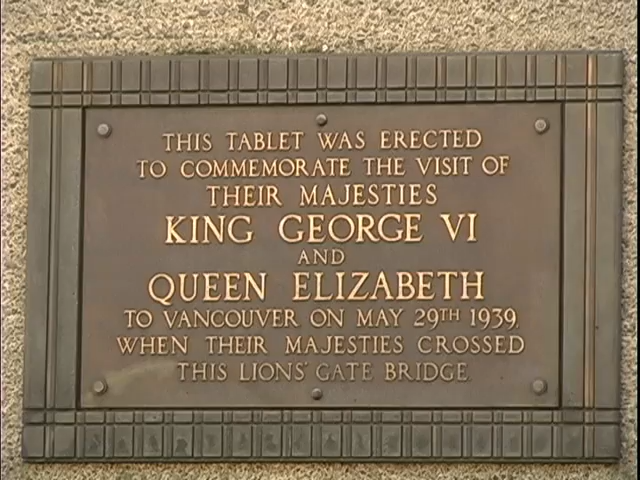 THIS TABLET WAS ERECTED
TO COMMEMORATE THE VISIT OF
THEIR MAJESTIES
KING GEORGE VI
AND
QUEEN ELIZABETH
TO VANCOUVER ON MAY 29TH 1939,
WHEN THEIR MAJESTIES CROSSED
THIS LIONS' GATE BRIDGE